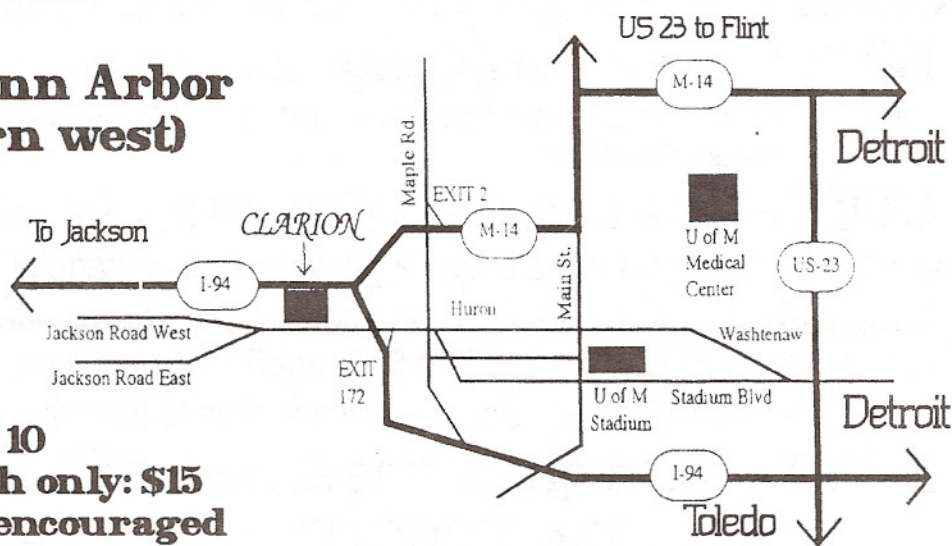 US 23 to Flint
nn Arbor
rn west)
M-14
Detroit
Maple Rd.
EXIT 2
To Jackson
CLARION
M-14
U of M
Medical
Center
US-23
I-94
Main St.
Huron
Jackson Road West
Washtenaw
Jackson Road East
EXIT
172
U of M
Stadium
Stadium Blvd
Detroit
10
h only: $15
encouraged
I-94
Toledo